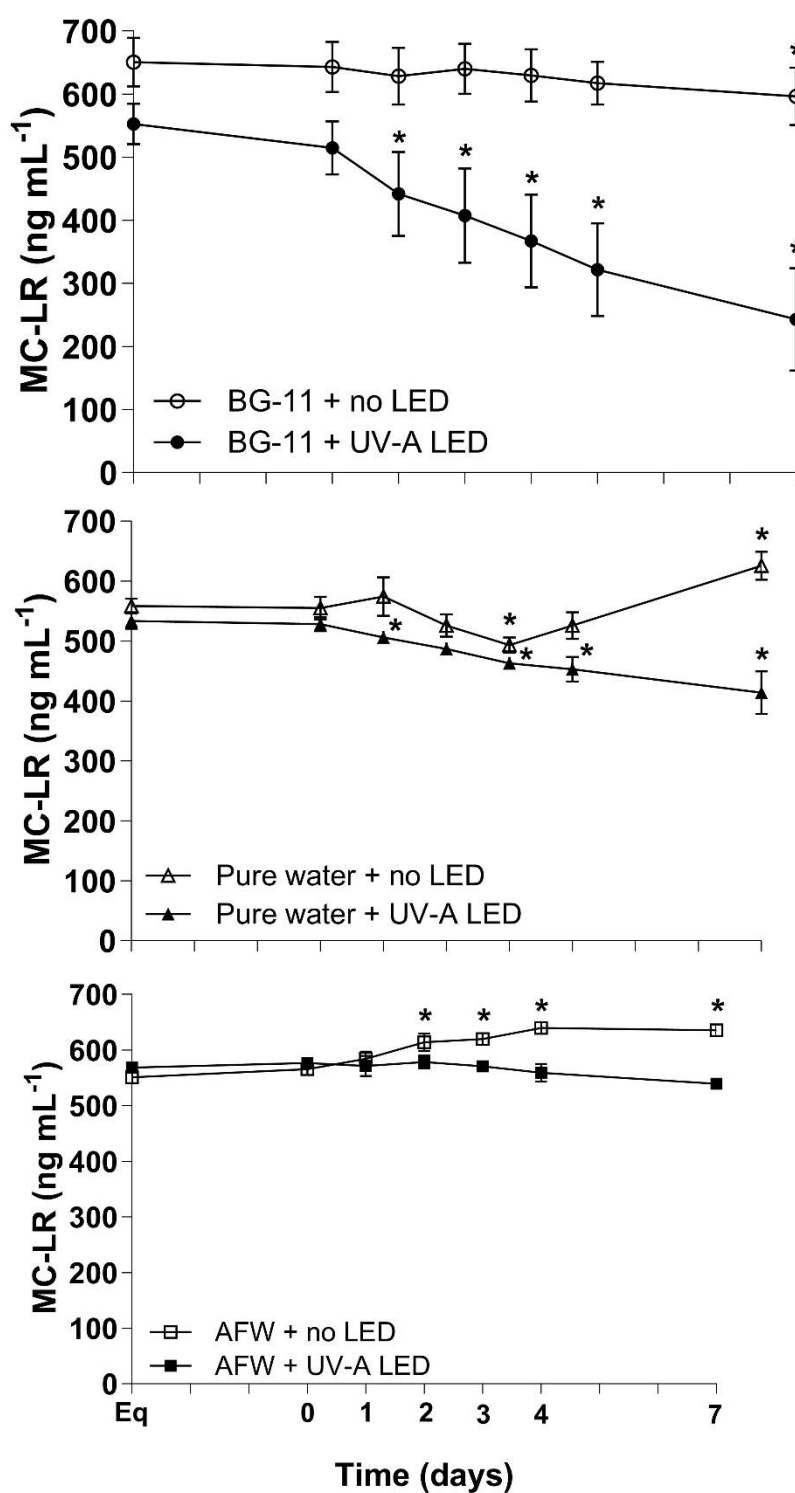 700
600
500
400
300
200
100
0
MC-LR (ng mL⁻¹)
*
* * * *
*
BG-11 + no LED
BG-11 + UV-A LED
700
600
500
400
300
200
100
0
MC-LR (ng mL⁻¹)
*
*
* * *
*
Pure water + no LED
Pure water + UV-A LED
700
600
500
400
300
200
100
0
MC-LR (ng mL⁻¹)
* * * *
AFW + no LED
AFW + UV-A LED
Eq 0 1 2 3 4 7
Time (days)